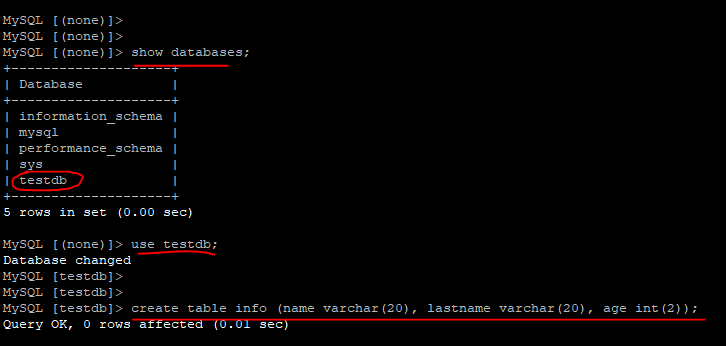 MySQL [(none)]>
MySQL [(none)]>
MySQL [(none)]> show databases;
+--------------------+
| Database           |
+--------------------+
| information_schema |
| mysql              |
| performance_schema |
| sys                |
| testdb             |
+--------------------+
5 rows in set (0.00 sec)
MySQL [(none)]> use testdb;
Database changed
MySQL [testdb]>
MySQL [testdb]>
MySQL [testdb]> create table info (name varchar(20), lastname varchar(20), age int(2));
Query OK, 0 rows affected (0.01 sec)